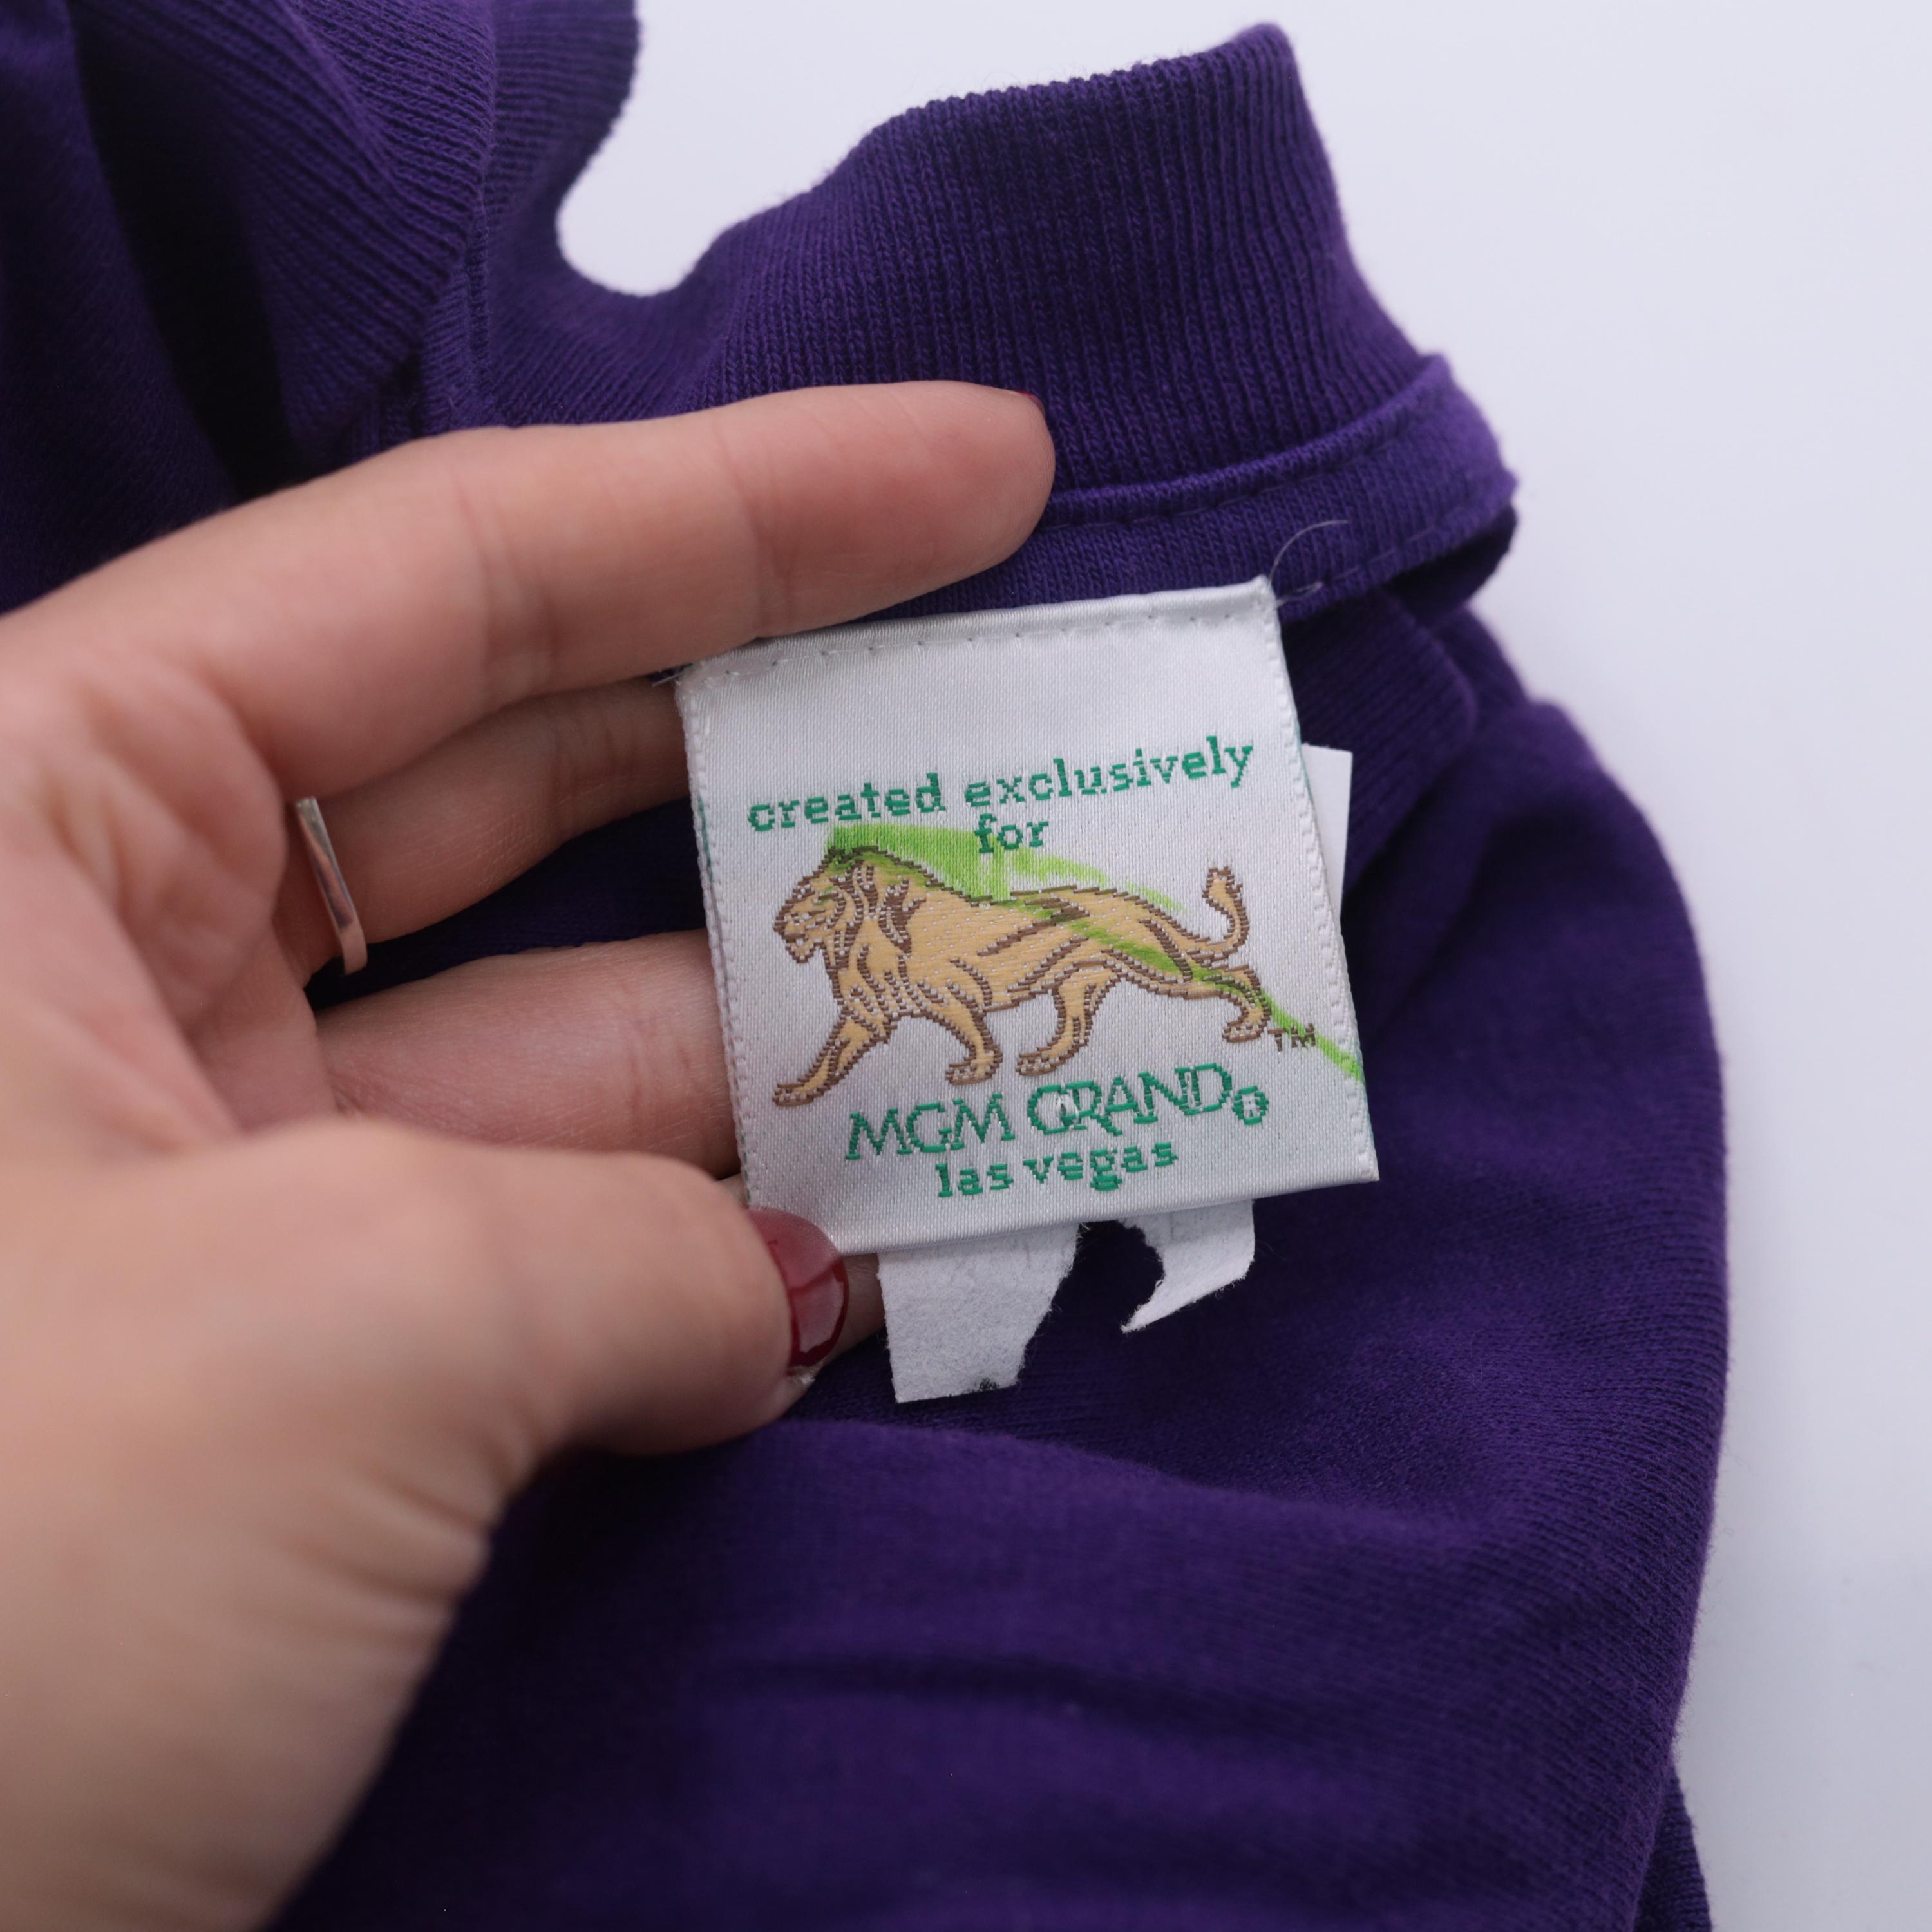 created exclusively
for
TM
MGM GRAND®
las vegas